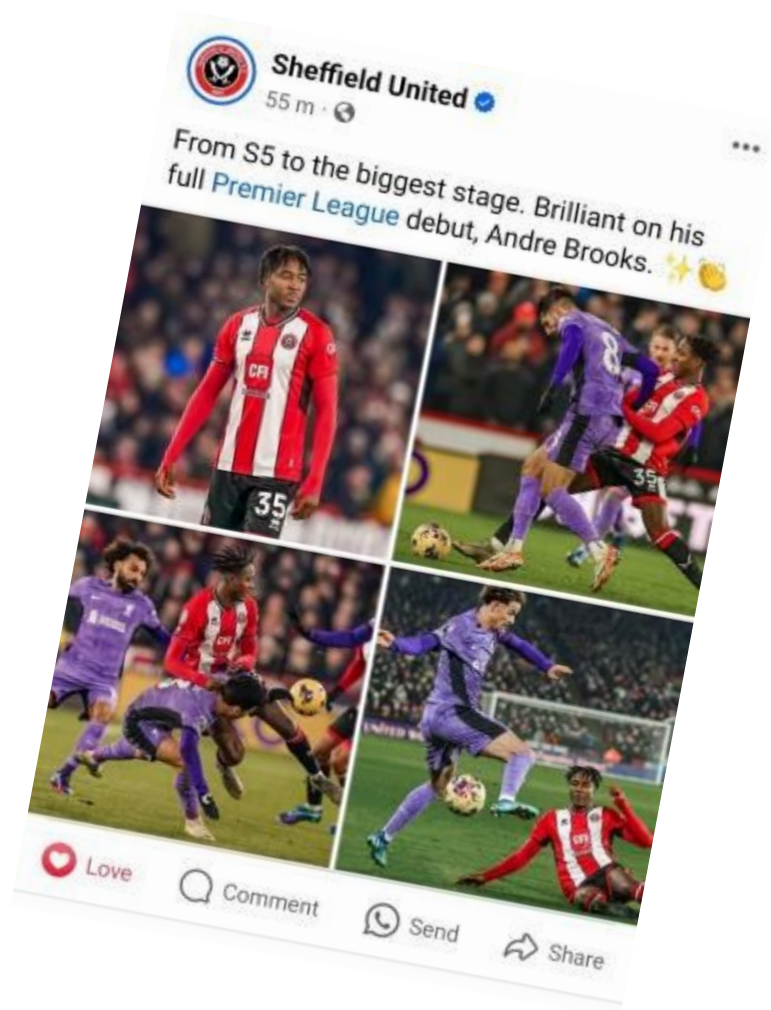 Sheffield United
55 m ·
From S5 to the biggest stage. Brilliant on his
full Premier League debut, Andre Brooks. ✨👏
CFI
35
8
35
CFI
UNITED
CFI
Love
Comment
Send
Share